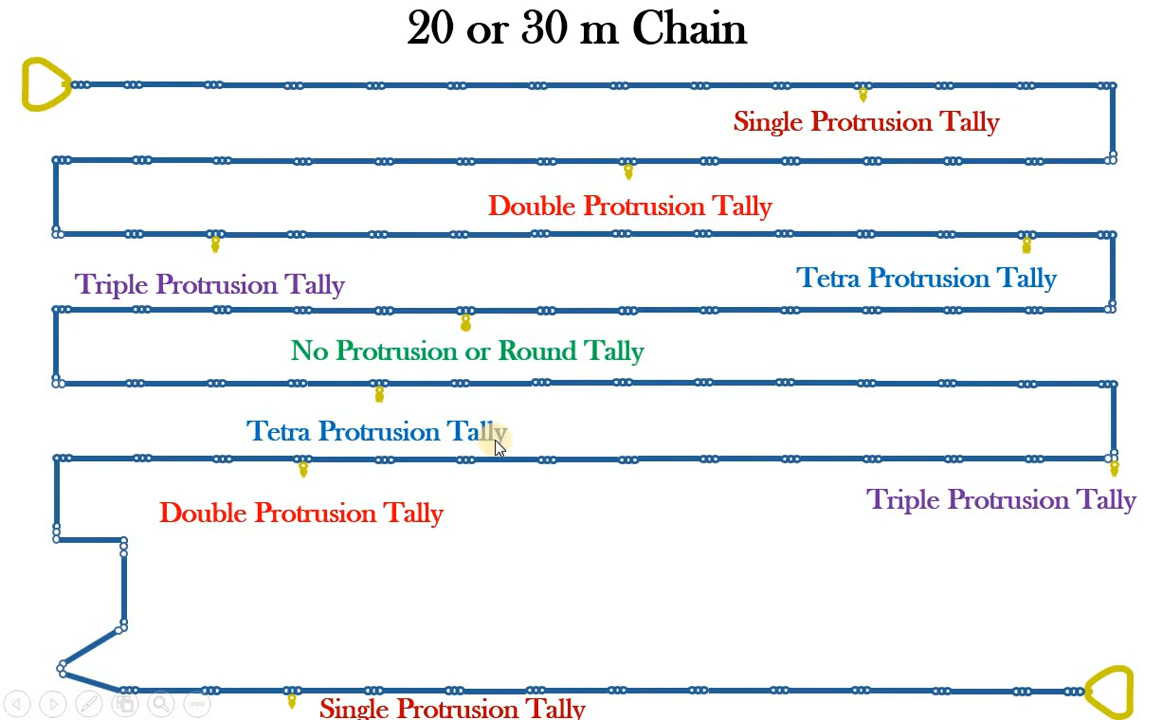 20 or 30 m Chain
Single Protrusion Tally
Double Protrusion Tally
Triple Protrusion Tally
Tetra Protrusion Tally
No Protrusion or Round Tally
Tetra Protrusion Tally
Triple Protrusion Tally
Double Protrusion Tally
Single Protrusion Tally